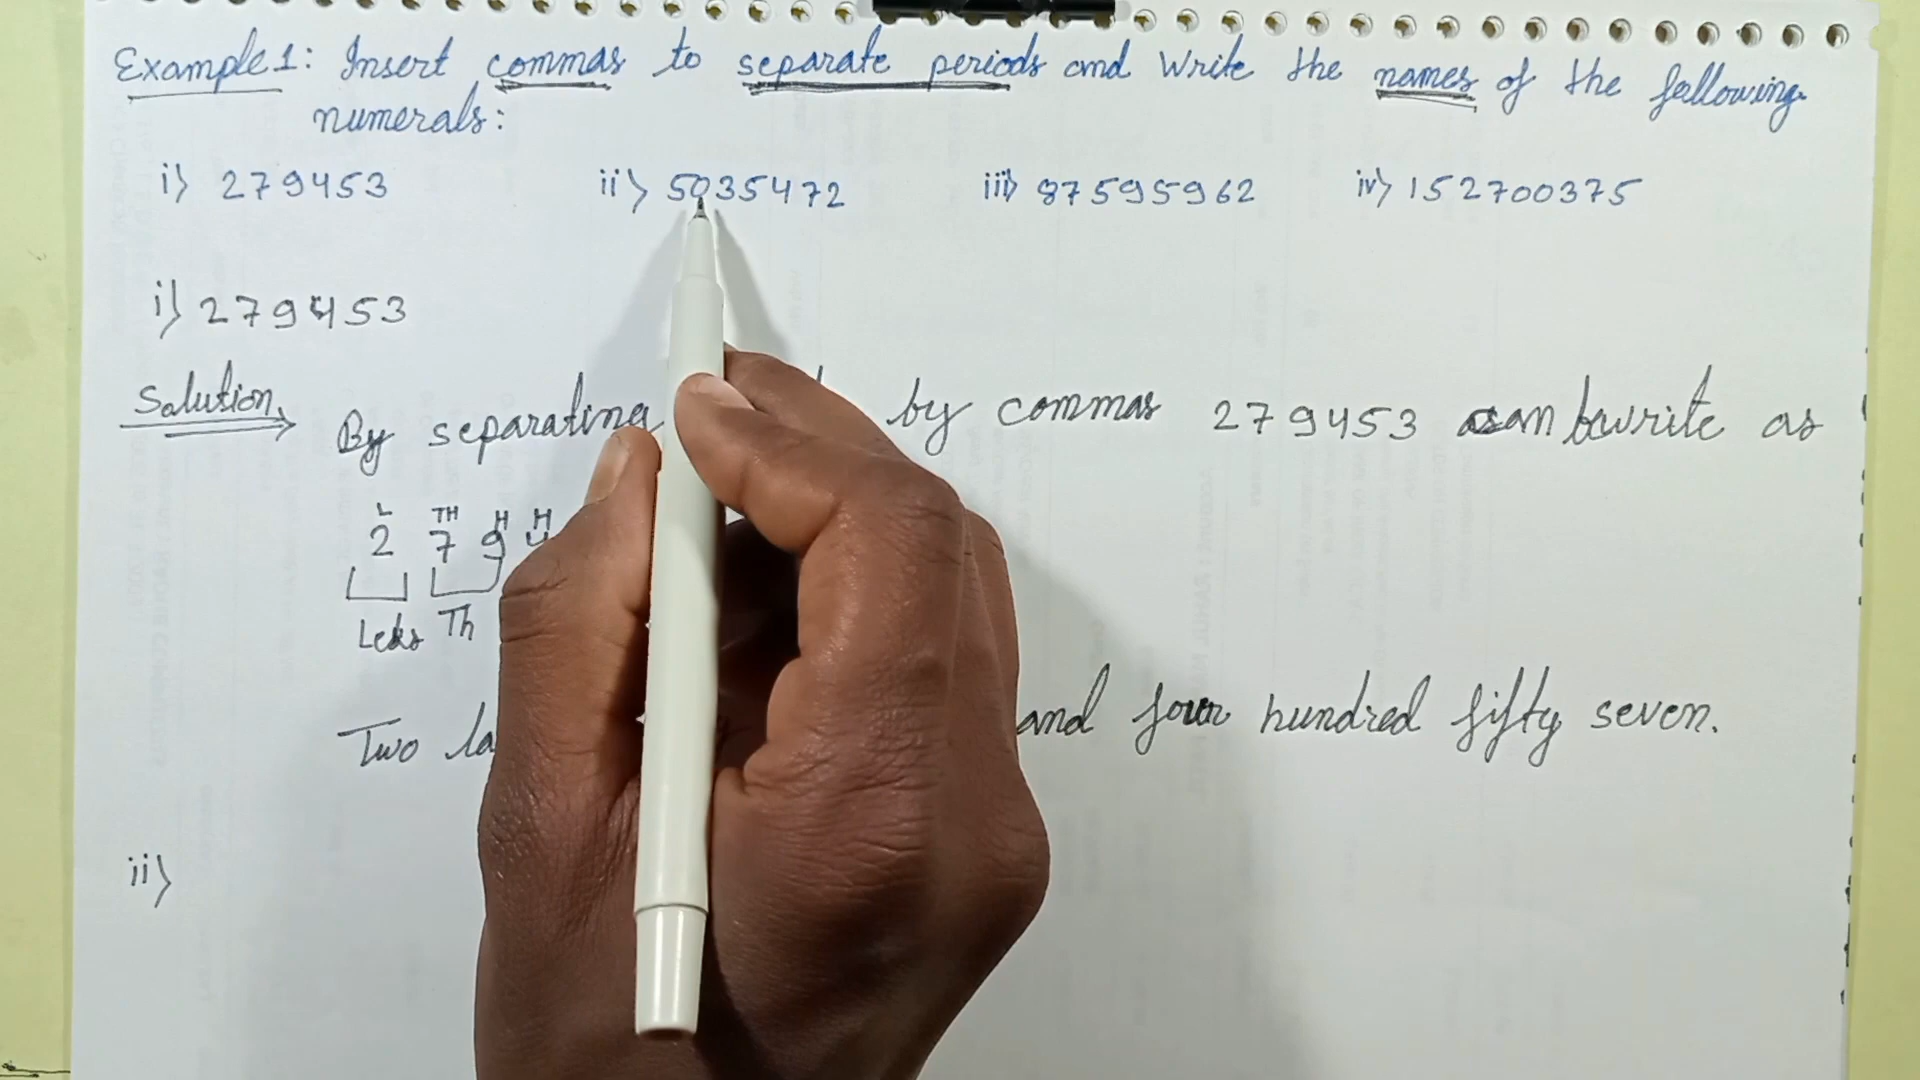 Example 1: Insert commas to separate periods and Write the names of the following
numerals:
i) 279453 ii) 5035472 iii) 87595962 iv) 152700375
i) 279453
Solution By separating by commas 279453 can be write as
L TH H H
2 7 9 4
Leks Th
Two and four hundred fifty seven.
ii)